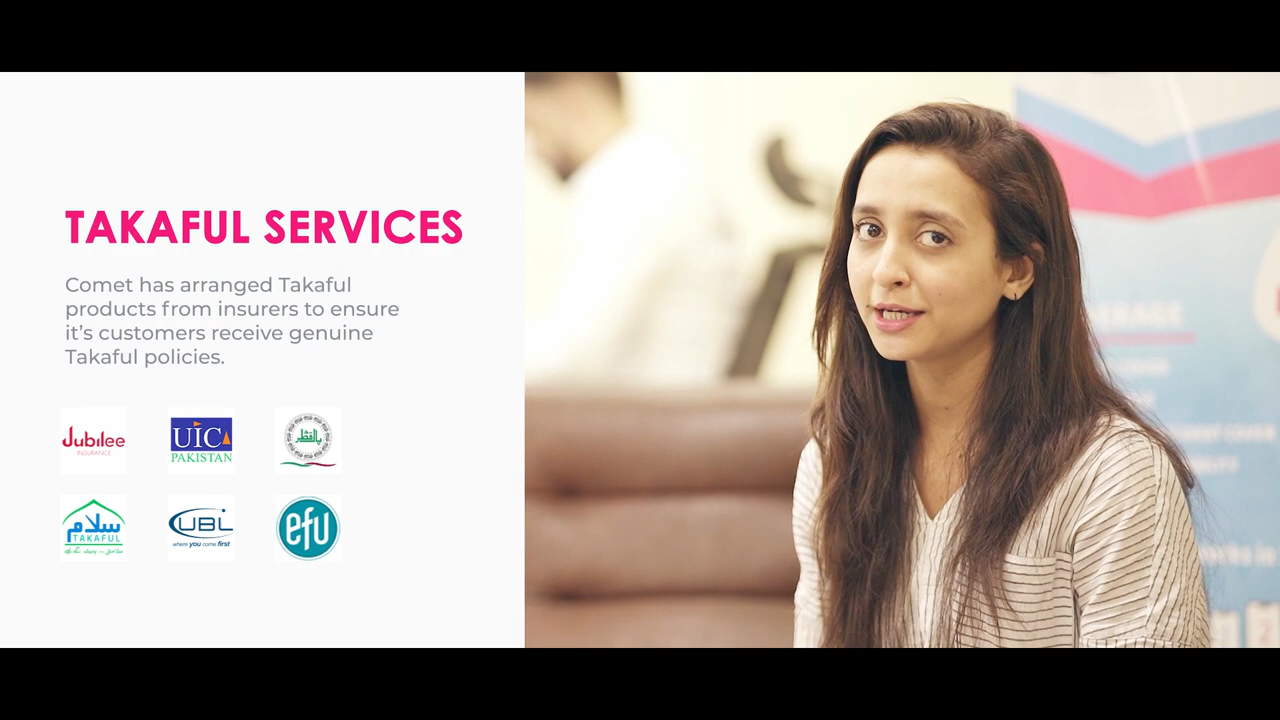 TAKAFUL SERVICES
Comet has arranged Takaful
products from insurers to ensure
it's customers receive genuine
Takaful policies.
Jubilee
INSURANCE
UIC
PAKISTAN
سلام
TAKAFUL
UBL
where you come first
efu